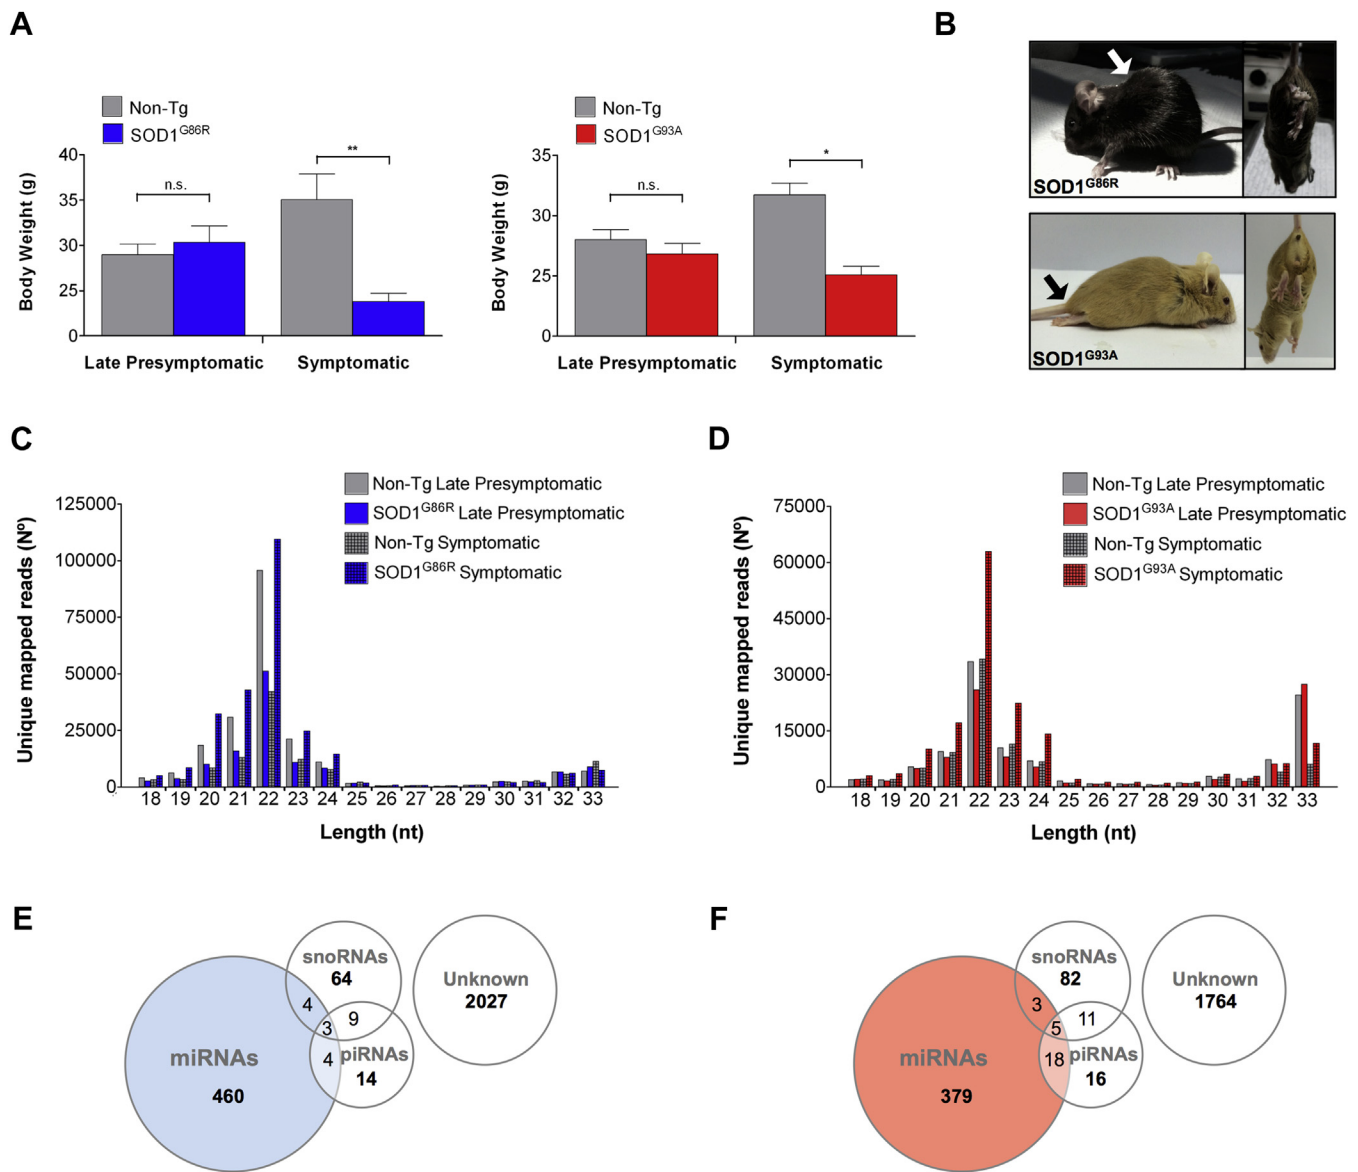 A
Non-Tg
SOD1G86R
Body Weight (g)
40
35
30
25
0
n.s.
**
Late Presymptomatic
Symptomatic
Non-Tg
SOD1G93A
Body Weight (g)
35
30
25
0
n.s.
*
Late Presymptomatic
Symptomatic
B
SOD1G86R
SOD1G93A
C
Non-Tg Late Presymptomatic
SOD1G86R Late Presymptomatic
Non-Tg Symptomatic
SOD1G86R Symptomatic
Unique mapped reads (Nº)
125000
100000
75000
50000
25000
0
18 19 20 21 22 23 24 25 26 27 28 29 30 31 32 33
Length (nt)
D
Non-Tg Late Presymptomatic
SOD1G93A Late Presymptomatic
Non-Tg Symptomatic
SOD1G93A Symptomatic
Unique mapped reads (Nº)
75000
60000
45000
30000
15000
0
18 19 20 21 22 23 24 25 26 27 28 29 30 31 32 33
Length (nt)
E
snoRNAs
64
Unknown
2027
4
3
9
4
miRNAs
460
piRNAs
14
F
snoRNAs
82
Unknown
1764
3
5
11
18
miRNAs
379
piRNAs
16